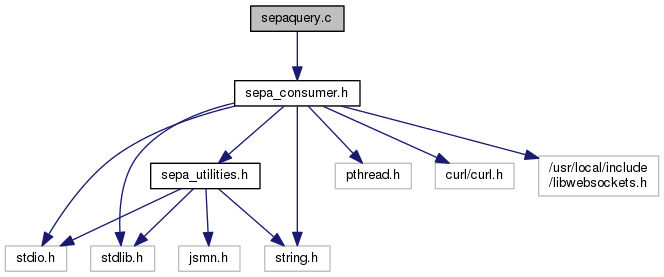 sepaquery.c
sepa_consumer.h
sepa_utilities.h
pthread.h
curl/curl.h
/usr/local/include
/libwebsockets.h
stdio.h
stdlib.h
jsmn.h
string.h